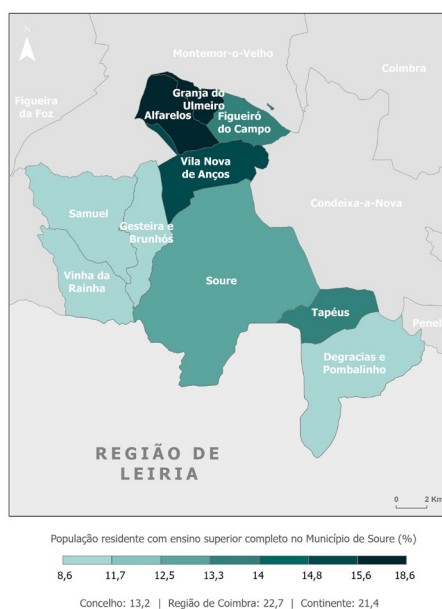 N
Montemor-o-Velho
Coimbra
Figueira
da Foz
Granja do
Ulmeiro
Alfarelos
Figueiró
do Campo
Vila Nova
de Anços
Condeixa-a-Nova
Samuel
Gesteira e
Brunhós
Vinha da
Rainha
Soure
Tapéus
Penel
Degracias e
Pombalinho
REGIÃO DE
LEIRIA
0 2 Km
População residente com ensino superior completo no Município de Soure (%)
8,6 11,7 12,5 13,3 14 14,8 15,6 18,6
Concelho: 13,2 | Região de Coimbra: 22,7 | Continente: 21,4